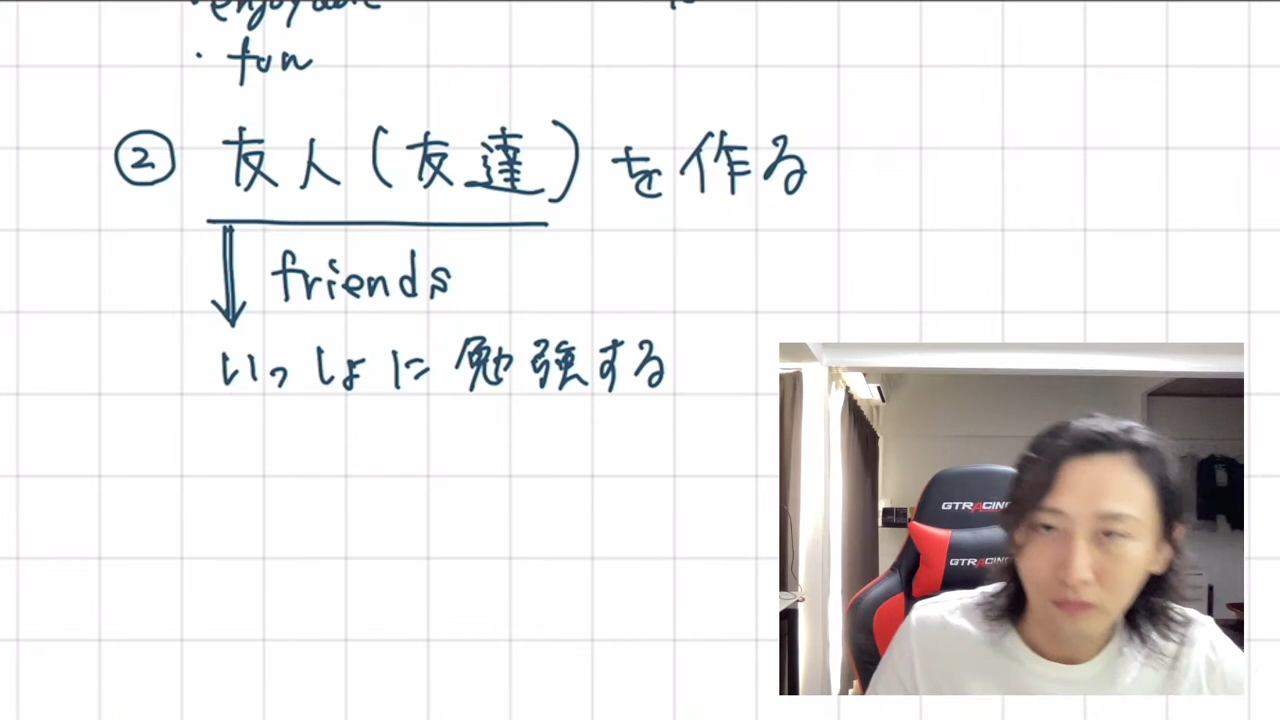 ・fun
② 友人(友達)を作る
friends
いっしょに勉強する
GTRACING
GTRACING